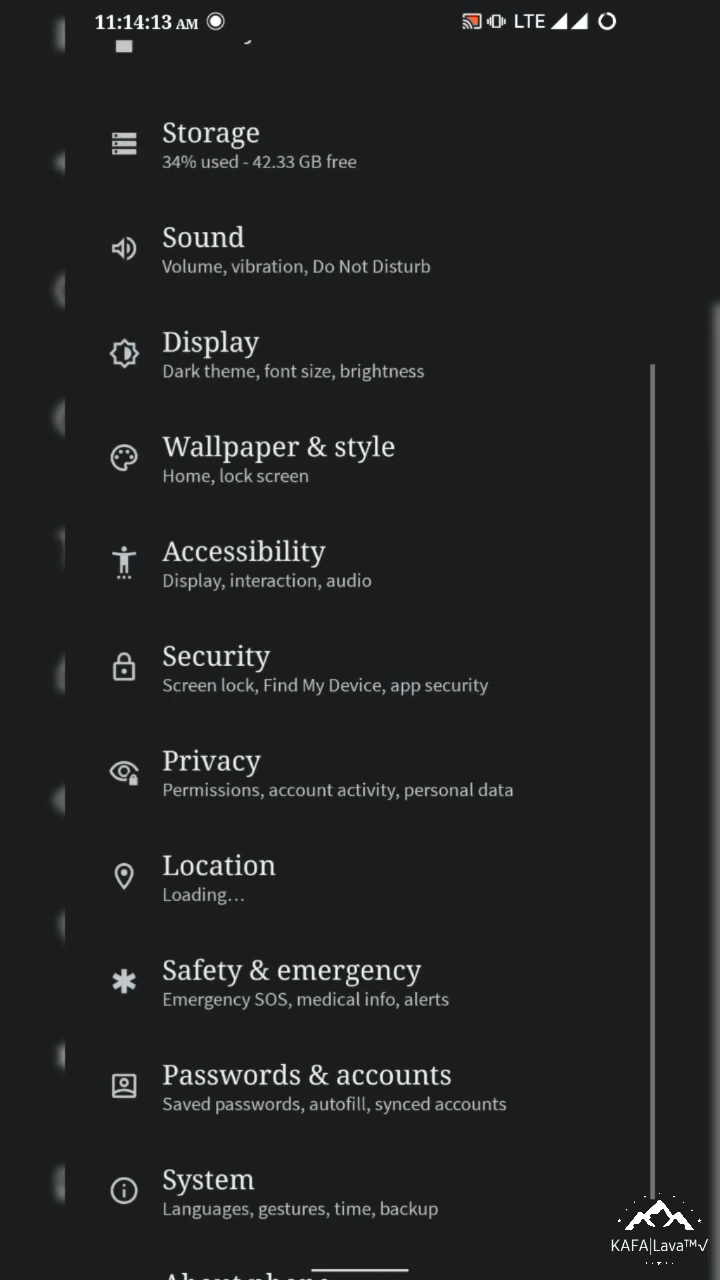 11:14:13 AM
LTE
Storage
34% used - 42.33 GB free
Sound
Volume, vibration, Do Not Disturb
Display
Dark theme, font size, brightness
Wallpaper & style
Home, lock screen
Accessibility
Display, interaction, audio
Security
Screen lock, Find My Device, app security
Privacy
Permissions, account activity, personal data
Location
Loading…
Safety & emergency
Emergency SOS, medical info, alerts
Passwords & accounts
Saved passwords, autofill, synced accounts
System
Languages, gestures, time, backup
KAFA|Lava™√
About phone